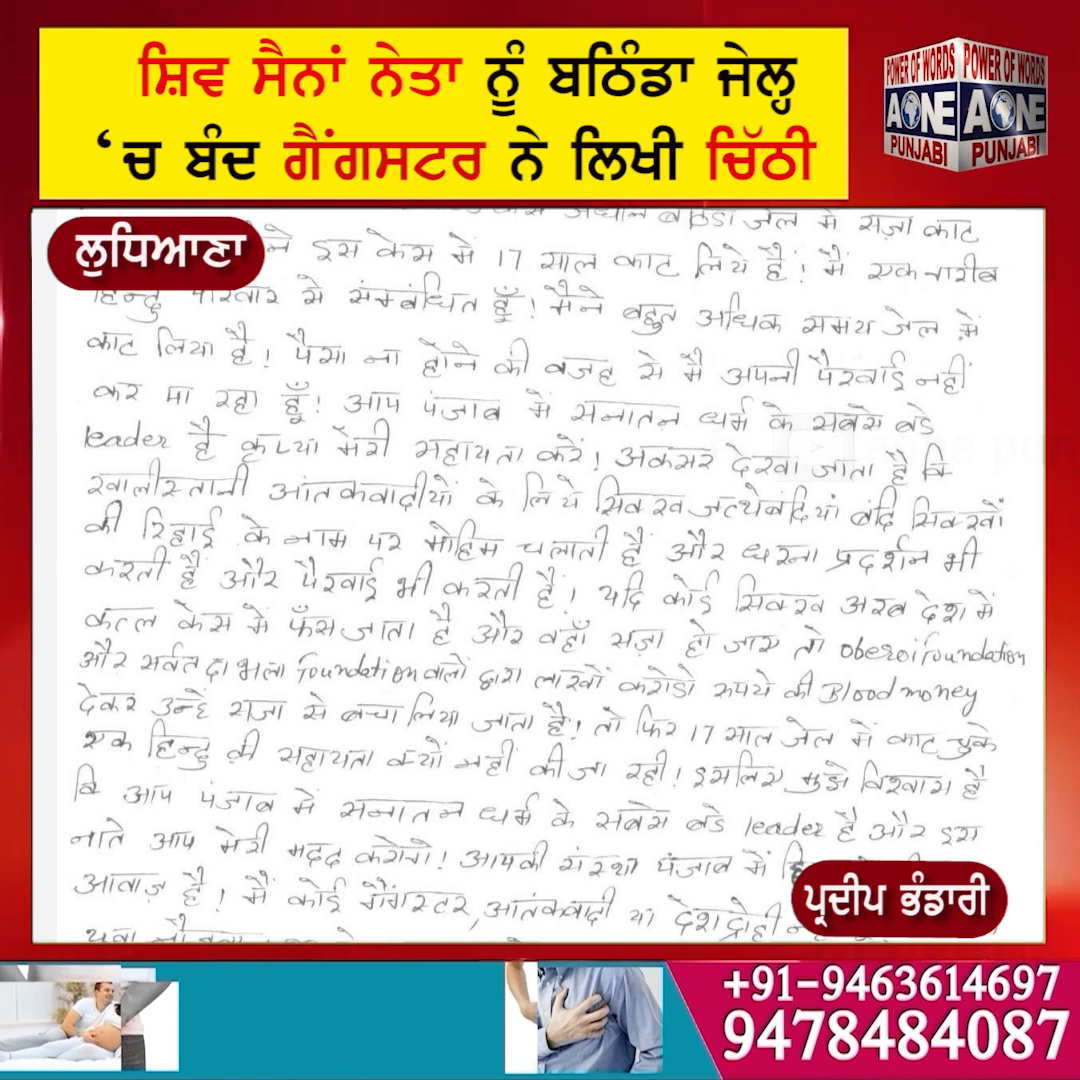 ਸ਼ਿਵ ਸੈਨਾਂ ਨੇਤਾ ਨੂੰ ਬਠਿੰਡਾ ਜੇਲ੍ਹ
‘ਚ ਬੰਦ ਗੈਂਗਸਟਰ ਨੇ ਲਿਖੀ ਚਿੱਠੀ
POWER OF WORDS POWER OF WORDS
AONE AONE
PUNJABI PUNJABI
ਲੁਧਿਆਣਾ
अधीन बठिंडा जेल मे सज़ा काट
ने इस केस मे 17 साल काट लिये है! मैं एक गरीब
हिन्दु परिवार से संम्बंधित हूँ! मैने बहुत अधिक समय जेल में
काट लिया है! पैसा ना होने की वजह से मै अपनी पैरवाई नहीं
कर पा रहा हूँ! आप पंजाब में सनातन धर्म के सबसे बडे
leader है कृप्या मेरी सहायता करें! अकसर देखा जाता है कि
खालीस्तानी आंतकवादीयों के लिये सिक्ख जत्थेबंदियां बंदि सिक्खों
की रिहाई के नाम पर मोहिम चलाती हैं और धरना प्रदर्शन भी
करती हैं और पैरवाई भी करती हैं! यदि कोई सिक्ख अरब देश में
कत्ल केस में फँस जाता है और वहाँ सज़ा हो जाए तो oberoi foundation
और सर्बत दा भला foundation वालों द्वारा लाखों करोडो रुपये की Blood money
देकर उन्हें सजा से बचा लिया जाता है! तो फिर 17 साल जेल में काट चुके
एक हिन्दु की सहायता क्यों नहीं की जा रही! इसलिए मुझे विश्वास है
कि आप पंजाब में सनातन धर्म के सबसे बडे leader है और इस
नाते आप मेरी मदद करोगे! आपकी संस्था पंजाब में
आवाज़ है! मैं कोई गैंगस्टर, आंतकवादी या देशद्रोही
ਪ੍ਰਦੀਪ ਭੰਡਾਰੀ
+91-9463614697
9478484087